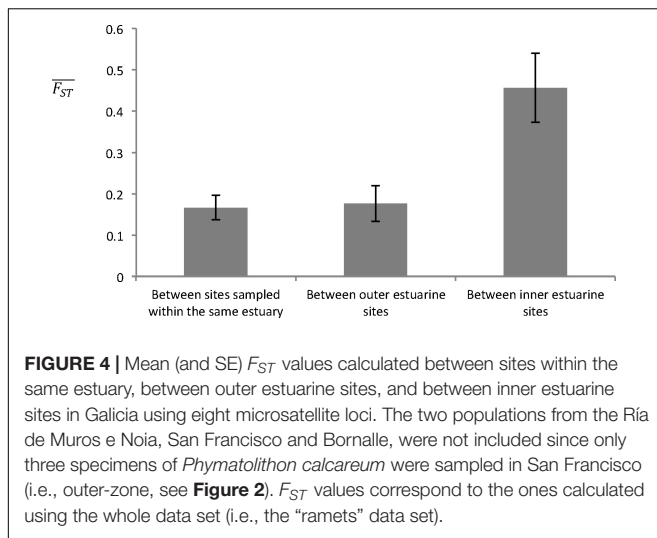 0.6
0.5
0.4
0.3
0.2
0.1
0
F_ST
Between sites sampled
within the same estuary
Between outer estuarine
sites
Between inner estuarine
sites
FIGURE 4 | Mean (and SE) F_ST values calculated between sites within the
same estuary, between outer estuarine sites, and between inner estuarine
sites in Galicia using eight microsatellite loci. The two populations from the Ría
de Muros e Noia, San Francisco and Bornalle, were not included since only
three specimens of Phymatolithon calcareum were sampled in San Francisco
(i.e., outer-zone, see Figure 2). F_ST values correspond to the ones calculated
using the whole data set (i.e., the “ramets” data set).